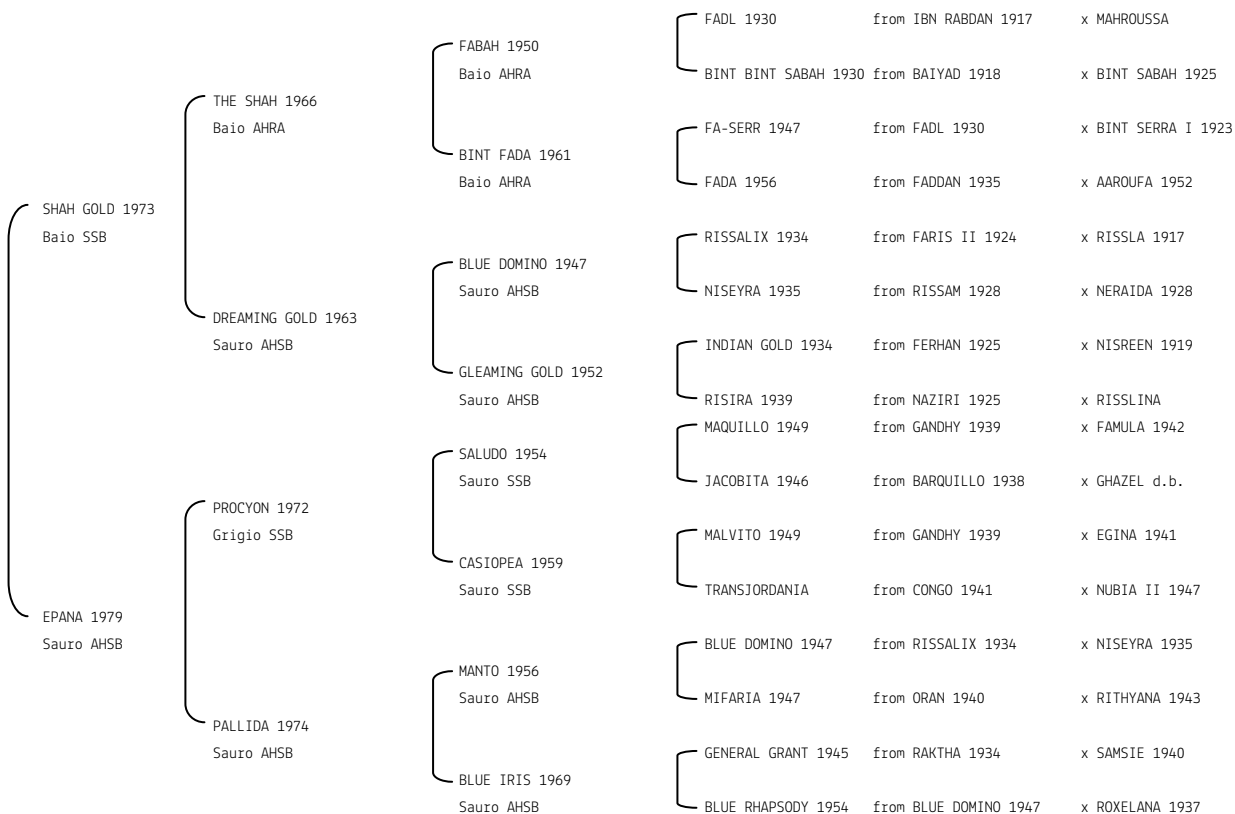 FADL 1930 from IBN RABDAN 1917 x MAHROUSSA
FABAH 1950
Baio AHRA
BINT BINT SABAH 1930 from BAIYAD 1918 x BINT SABAH 1925
THE SHAH 1966
Baio AHRA
FA-SERR 1947 from FADL 1930 x BINT SERRA I 1923
BINT FADA 1961
Baio AHRA
FADA 1956 from FADDAN 1935 x AAROUFA 1952
SHAH GOLD 1973
Baio SSB
RISSALIX 1934 from FARIS II 1924 x RISSLA 1917
BLUE DOMINO 1947
Sauro AHSB
NISEYRA 1935 from RISSAM 1928 x NERAIDA 1928
DREAMING GOLD 1963
Sauro AHSB
INDIAN GOLD 1934 from FERHAN 1925 x NISREEN 1919
GLEAMING GOLD 1952
Sauro AHSB
RISIRA 1939 from NAZIRI 1925 x RISSLINA
MAQUILLO 1949 from GANDHY 1939 x FAMULA 1942
SALUDO 1954
Sauro SSB
JACOBITA 1946 from BARQUILLO 1938 x GHAZEL d.b.
PROCYON 1972
Grigio SSB
MALVITO 1949 from GANDHY 1939 x EGINA 1941
CASIOPEA 1959
Sauro SSB
TRANSJORDANIA from CONGO 1941 x NUBIA II 1947
EPANA 1979
Sauro AHSB
BLUE DOMINO 1947 from RISSALIX 1934 x NISEYRA 1935
MANTO 1956
Sauro AHSB
MIFARIA 1947 from ORAN 1940 x RITHYANA 1943
PALLIDA 1974
Sauro AHSB
GENERAL GRANT 1945 from RAKTHA 1934 x SAMSIE 1940
BLUE IRIS 1969
Sauro AHSB
BLUE RHAPSODY 1954 from BLUE DOMINO 1947 x ROXELANA 1937